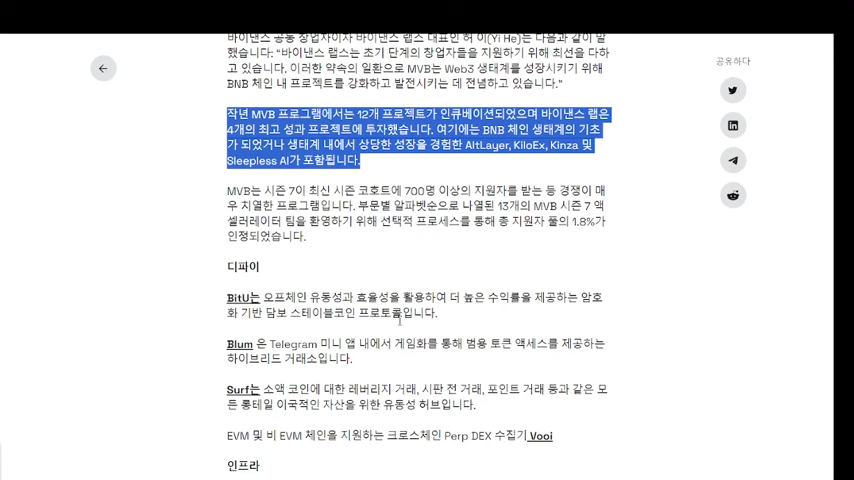 바이낸스 공동 창업자이자 바이낸스 랩스 대표인 허 이(Yi He)는 다음과 같이 말
했습니다: “바이낸스 랩스는 초기 단계의 창업자들을 지원하기 위해 최선을 다하
고 있습니다. 이러한 약속의 일환으로 MVB는 Web3 생태계를 성장시키기 위해
BNB 체인 내 프로젝트를 강화하고 발전시키는 데 전념하고 있습니다.”
공유하다
작년 MVB 프로그램에서는 12개 프로젝트가 인큐베이션되었으며 바이낸스 랩은
4개의 최고 성과 프로젝트에 투자했습니다. 여기에는 BNB 체인 생태계의 기초
가 되었거나 생태계 내에서 상당한 성장을 경험한 AltLayer, KiloEx, Kinza 및
Sleepless AI가 포함됩니다.
MVB는 시즌 7이 최신 시즌 코호트에 700명 이상의 지원자를 받는 등 경쟁이 매
우 치열한 프로그램입니다. 부문별 알파벳순으로 나열된 13개의 MVB 시즌 7 액
셀러레이터 팀을 환영하기 위해 선택적 프로세스를 통해 총 지원자 풀의 1.8%가
인정되었습니다.
디파이
BitU는 오프체인 유동성과 효율성을 활용하여 더 높은 수익률을 제공하는 암호
화 기반 담보 스테이블코인 프로토콜입니다.
Blum 은 Telegram 미니 앱 내에서 게임화를 통해 범용 토큰 액세스를 제공하는
하이브리드 거래소입니다.
Surf는 소액 코인에 대한 레버리지 거래, 시판 전 거래, 포인트 거래 등과 같은 모
든 롱테일 이국적인 자산을 위한 유동성 허브입니다.
EVM 및 비 EVM 체인을 지원하는 크로스체인 Perp DEX 수집기 Vooi
인프라